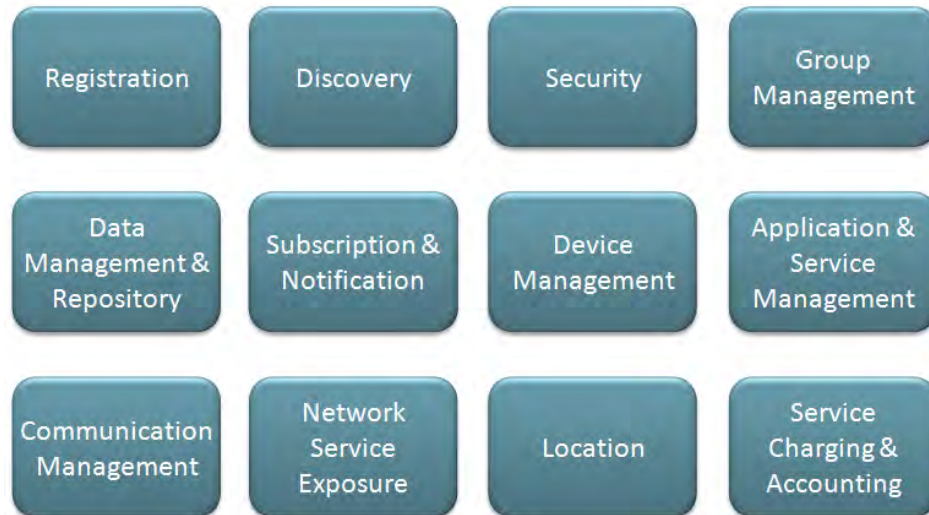 Registration
Discovery
Security
Group
Management
Data
Management &
Repository
Subscription &
Notification
Device
Management
Application &
Service
Management
Communication
Management
Network
Service
Exposure
Location
Service
Charging &
Accounting